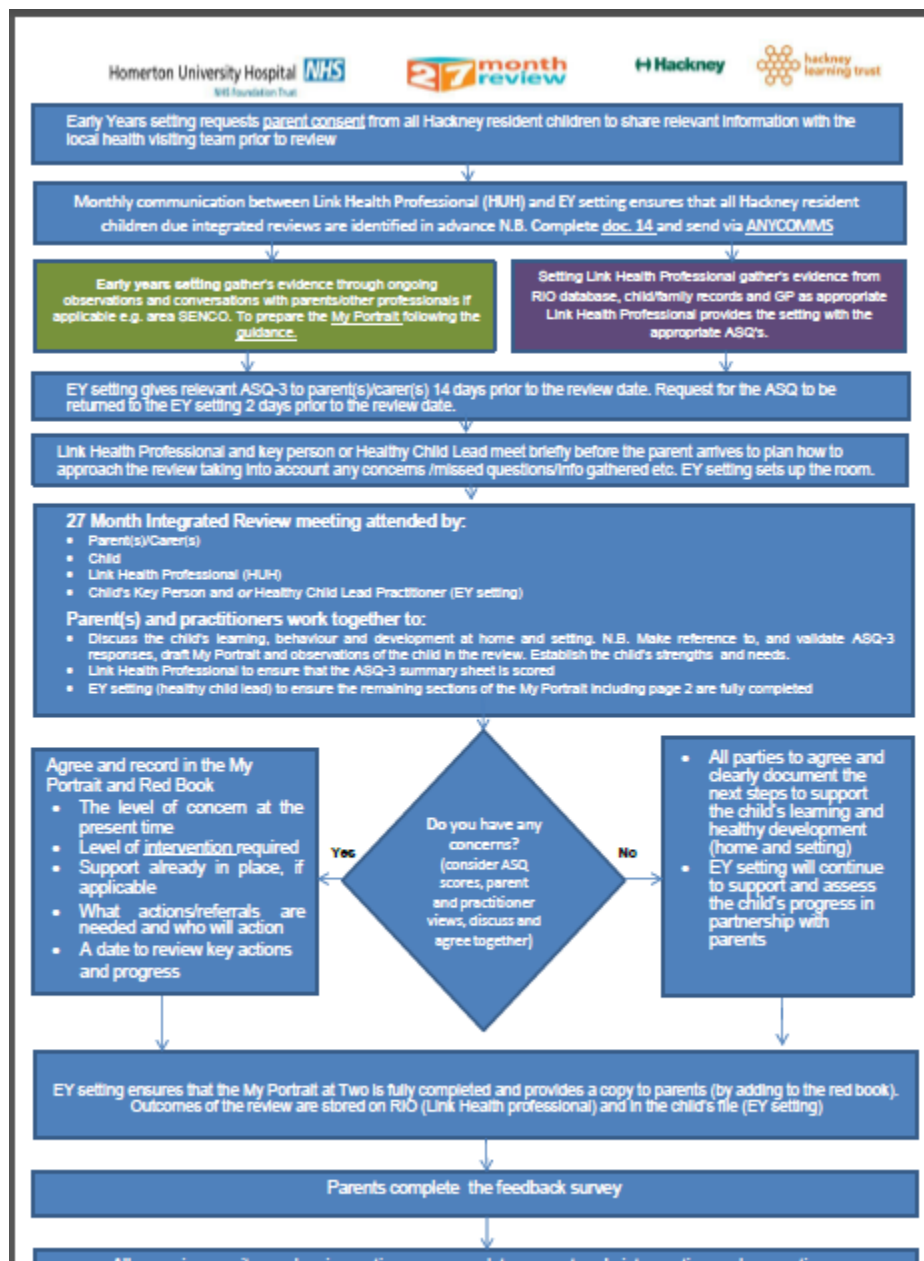 Homerton University Hospital NHS
NHS Foundation Trust
27 month
review
Hackney
hackney
learning trust
Early Years setting requests parent consent from all Hackney resident children to share relevant information with the
local health visiting team prior to review
Monthly communication between Link Health Professional (HUH) and EY setting ensures that all Hackney resident
children due integrated reviews are identified in advance N.B. Complete doc. 14 and send via ANYCOMMS
Early years setting gather's evidence through ongoing
observations and conversations with parents/other professionals if
applicable e.g. area SENCO. To prepare the My Portrait following the
guidance.
Setting Link Health Professional gather's evidence from
RIO database, child/family records and GP as appropriate
Link Health Professional provides the setting with the
appropriate ASQ's.
EY setting gives relevant ASQ-3 to parent(s)/carer(s) 14 days prior to the review date. Request for the ASQ to be
returned to the EY setting 2 days prior to the review date.
Link Health Professional and key person or Healthy Child Lead meet briefly before the parent arrives to plan how to
approach the review taking into account any concerns /missed questions/info gathered etc. EY setting sets up the room.
27 Month Integrated Review meeting attended by:
• Parent(s)/Carer(s)
• Child
• Link Health Professional (HUH)
• Child's Key Person and or Healthy Child Lead Practitioner (EY setting)
Parent(s) and practitioners work together to:
• Discuss the child's learning, behaviour and development at home and setting. N.B. Make reference to, and validate ASQ-3
responses, draft My Portrait and observations of the child in the review. Establish the child's strengths and needs.
• Link Health Professional to ensure that the ASQ-3 summary sheet is scored
• EY setting (healthy child lead) to ensure the remaining sections of the My Portrait including page 2 are fully completed
Agree and record in the My
Portrait and Red Book
• The level of concern at the
present time
• Level of intervention required
• Support already in place, if
applicable
• What actions/referrals are
needed and who will action
• A date to review key actions
and progress
Yes
Do you have any
concerns?
(consider ASQ
scores, parent
and practitioner
views, discuss and
agree together)
No
• All parties to agree and
clearly document the
next steps to support
the child's learning and
healthy development
(home and setting)
• EY setting will continue
to support and assess
the child's progress in
partnership with
parents
EY setting ensures that the My Portrait at Two is fully completed and provides a copy to parents (by adding to the red book).
Outcomes of the review are stored on RIO (Link Health professional) and in the child's file (EY setting)
Parents complete the feedback survey